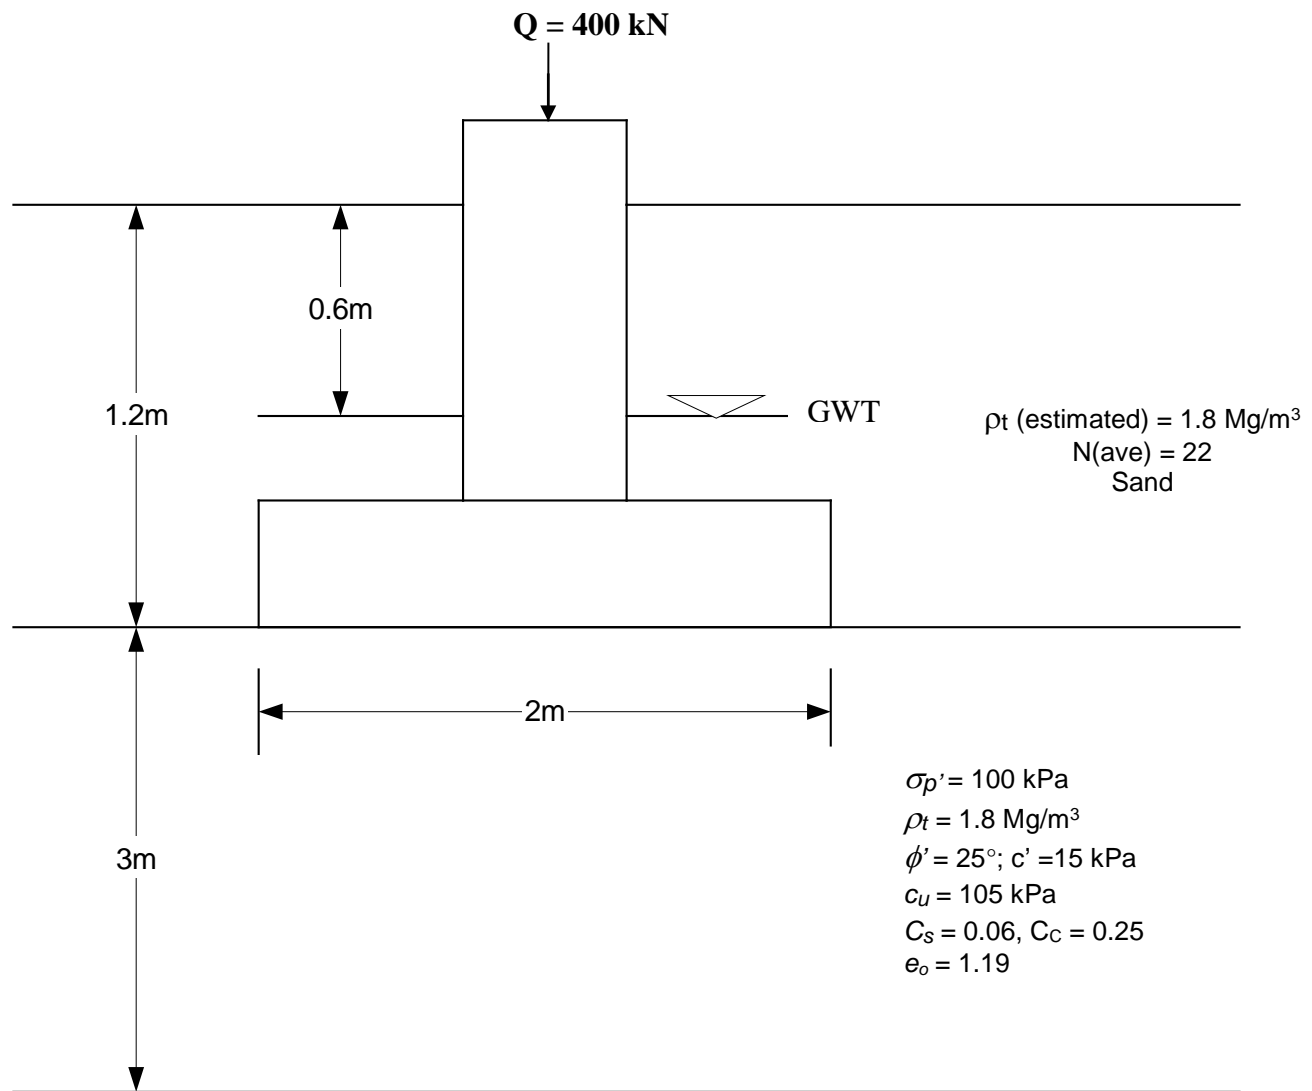 Q = 400 kN
0.6m
1.2m
GWT
ρt (estimated) = 1.8 Mg/m³
N(ave) = 22
Sand
2m
σp' = 100 kPa
ρt = 1.8 Mg/m³
3m
ϕ' = 25°; c' =15 kPa
cu = 105 kPa
Cs = 0.06, CC = 0.25
eo = 1.19